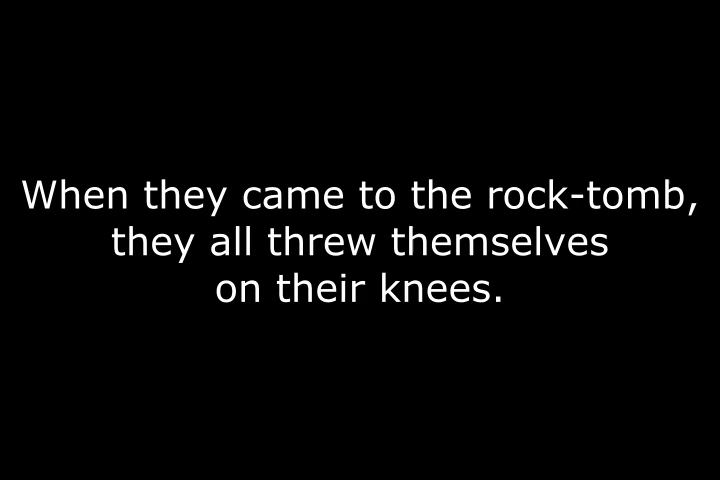 When they came to the rock-tomb,
they all threw themselves
on their knees.